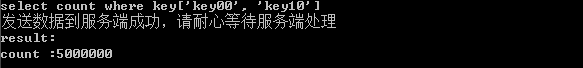 select count where key['key00', 'key10']
发送数据到服务端成功，请耐心等待服务端处理
result:
count :5000000